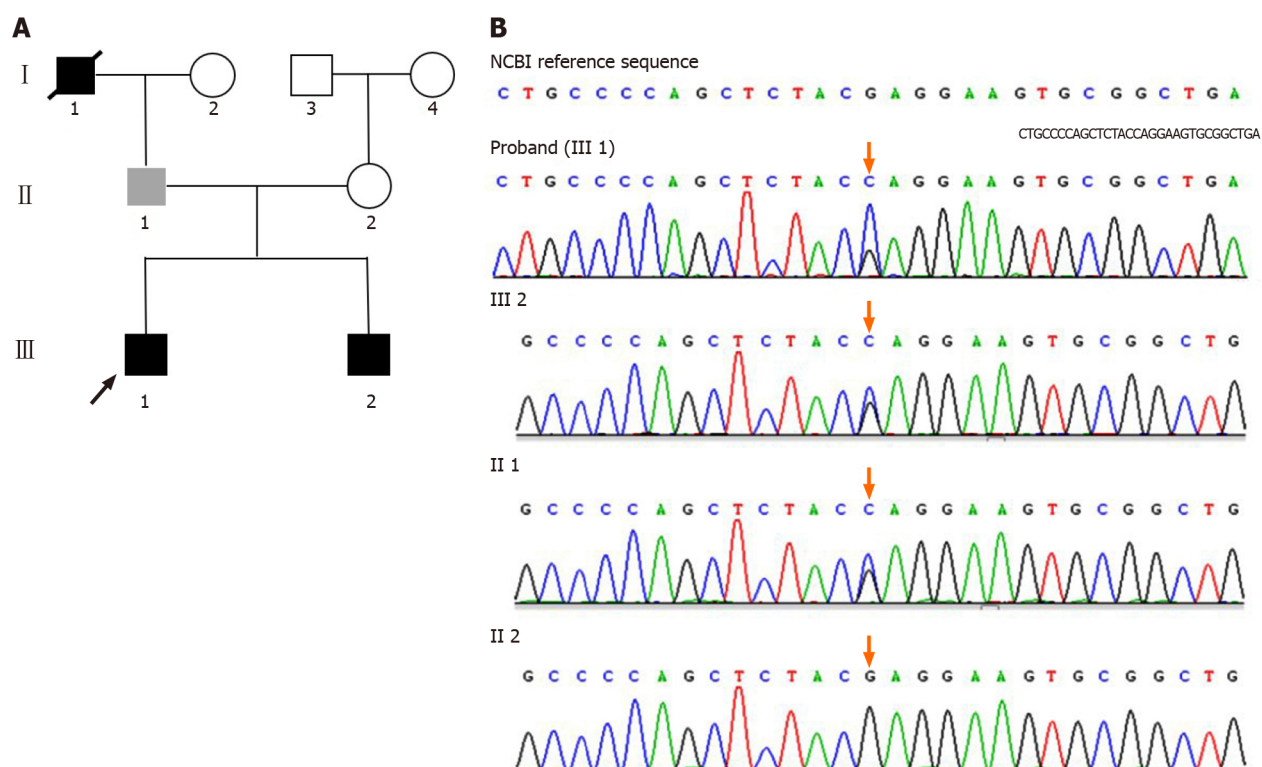 A
Ⅰ
1 2 3 4
Ⅱ
1 2
Ⅲ
1 2
B
NCBI reference sequence
C T G C C C C A G C T C T A C G A G G A A G T G C G G C T G A
CTGCCCCAGCTCTACCAGGAAGTGCGGCTGA
Proband (III 1)
C T G C C C C A G C T C T A C C A G G A A G T G C G G C T G A
III 2
G C C C C A G C T C T A C C A G G A A G T G C G G C T G
II 1
G C C C C A G C T C T A C C A G G A A G T G C G G C T G
II 2
G C C C C A G C T C T A C G A G G A A G T G C G G C T G